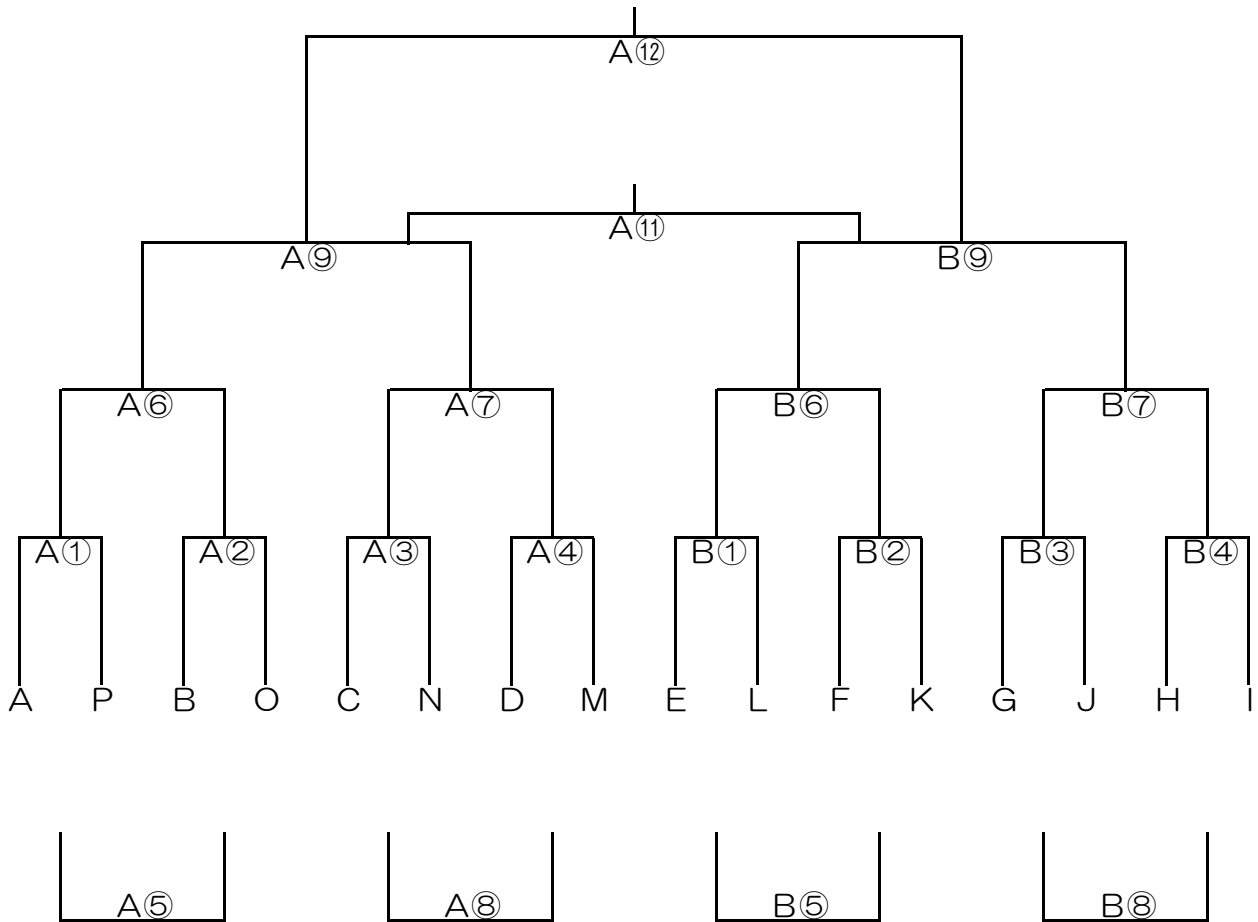 A⑫
A⑪
A⑨ B⑨
A⑥ A⑦ B⑥ B⑦
A① A② A③ A④ B① B② B③ B④
A P B O C N D M E L F K G J H I
A⑤ A⑧ B⑤ B⑧